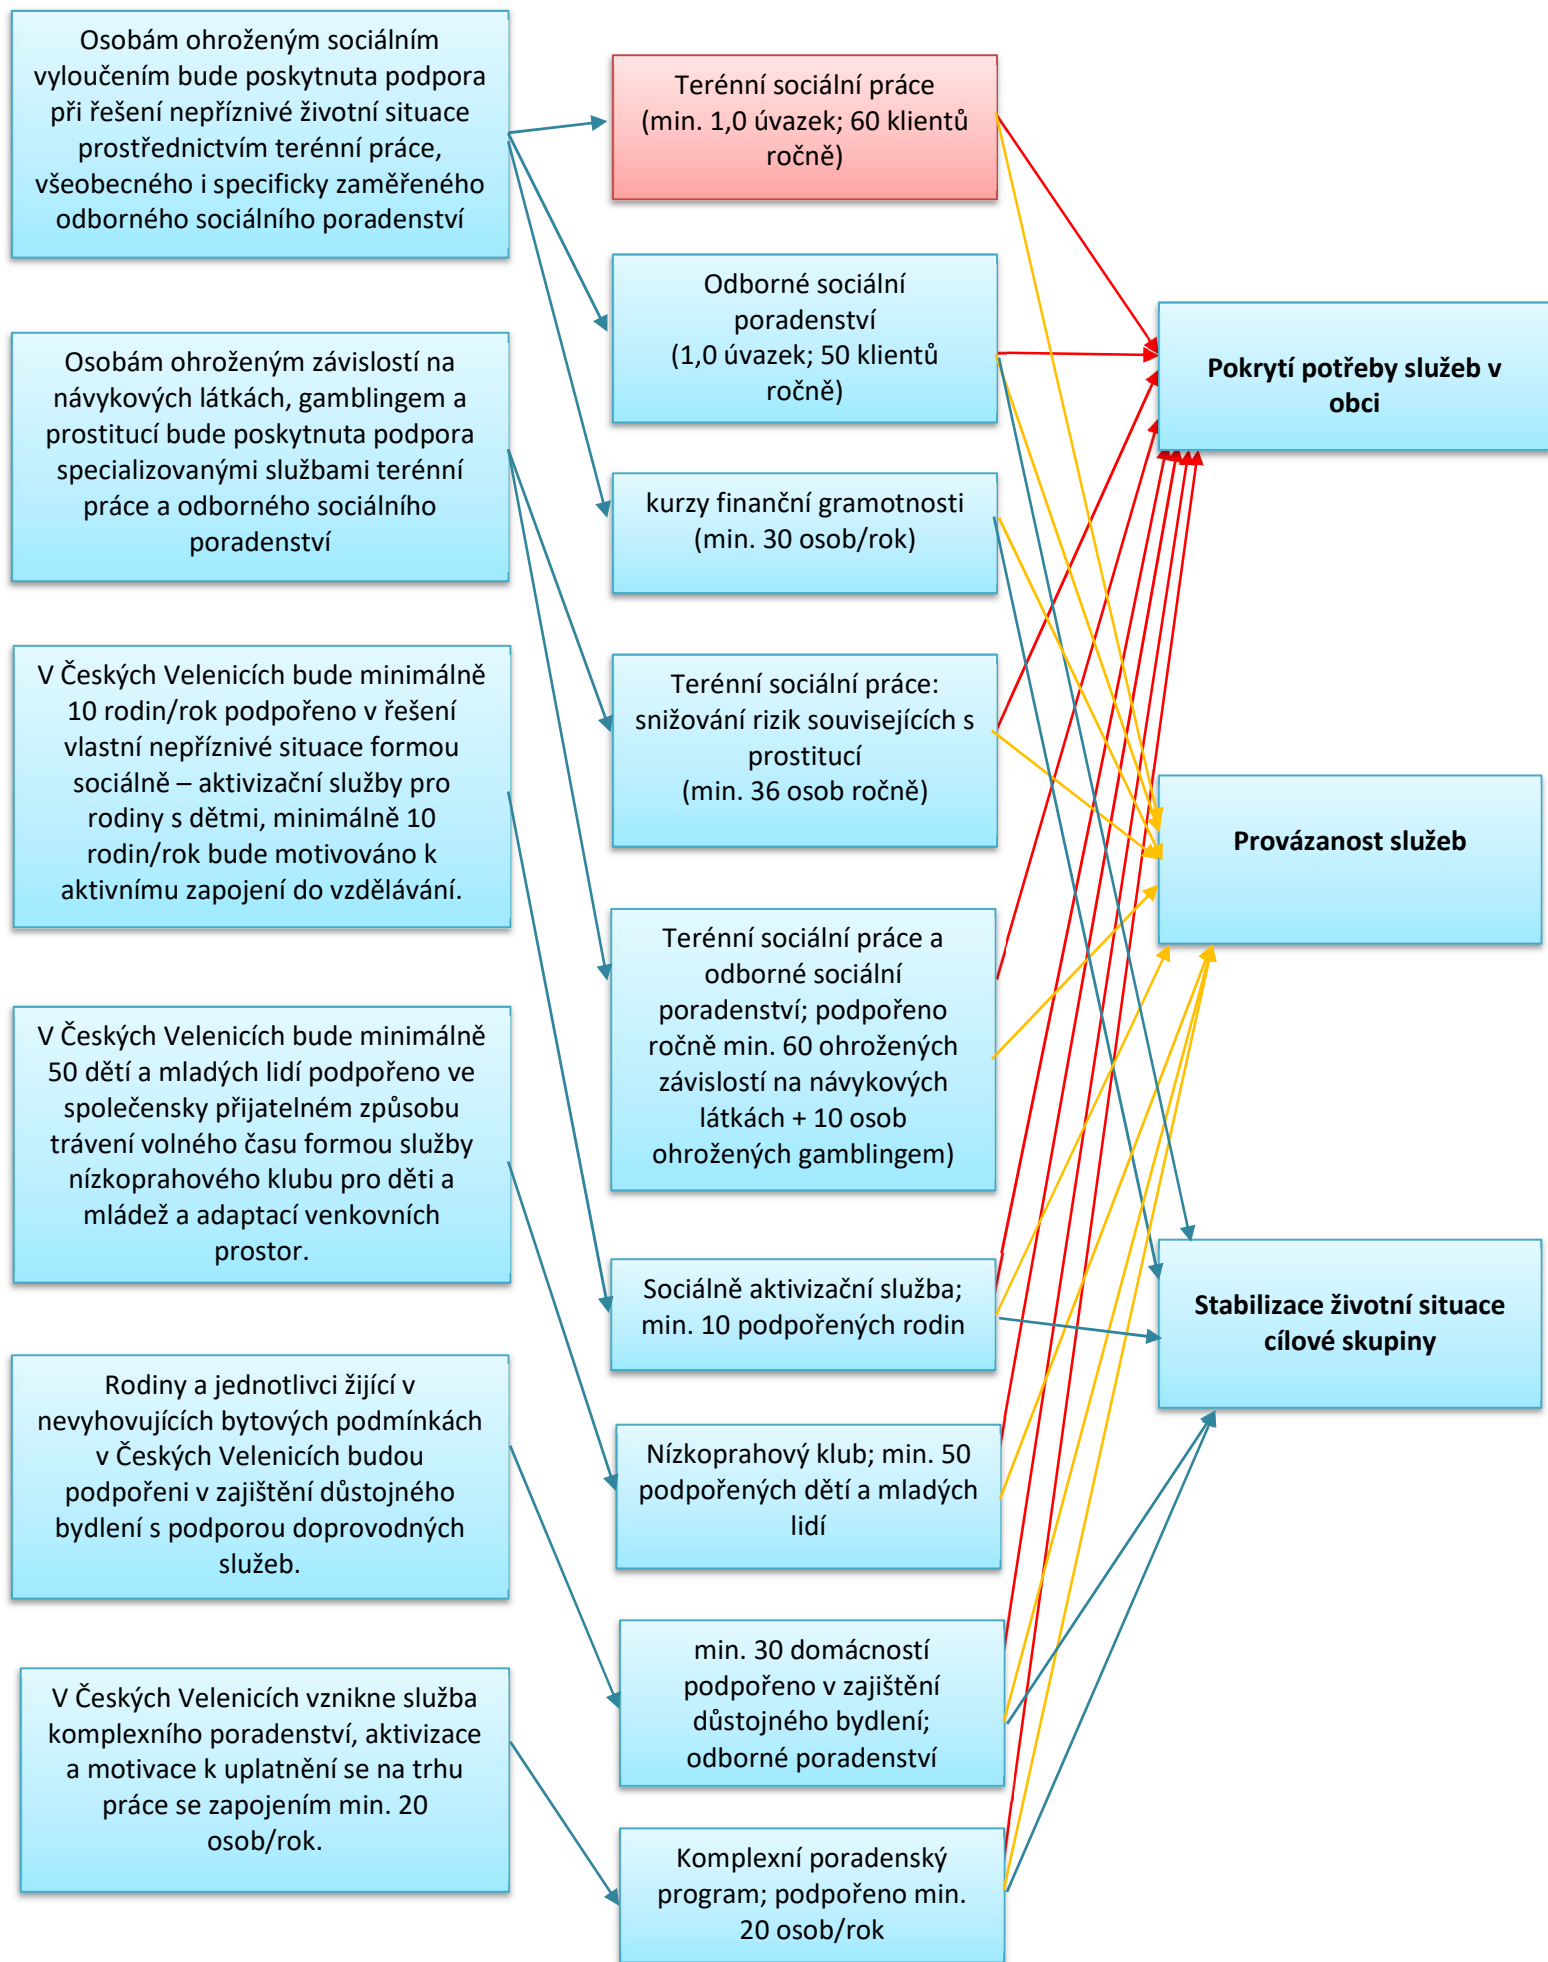 Osobám ohroženým sociálním
vyloučením bude poskytnuta podpora
při řešení nepříznivé životní situace
prostřednictvím terénní práce,
všeobecného i specificky zaměřeného
odborného sociálního poradenství
Osobám ohroženým závislostí na
návykových látkách, gamblingem a
prostitucí bude poskytnuta podpora
specializovanými službami terénní
práce a odborného sociálního
poradenství
V Českých Velenicích bude minimálně
10 rodin/rok podpořeno v řešení
vlastní nepříznivé situace formou
sociálně – aktivizační služby pro
rodiny s dětmi, minimálně 10
rodin/rok bude motivováno k
aktivnímu zapojení do vzdělávání.
V Českých Velenicích bude minimálně
50 dětí a mladých lidí podpořeno ve
společensky přijatelném způsobu
trávení volného času formou služby
nízkoprahového klubu pro děti a
mládež a adaptací venkovních
prostor.
Rodiny a jednotlivci žijící v
nevyhovujících bytových podmínkách
v Českých Velenicích budou
podpořeni v zajištění důstojného
bydlení s podporou doprovodných
služeb.
V Českých Velenicích vznikne služba
komplexního poradenství, aktivizace
a motivace k uplatnění se na trhu
práce se zapojením min. 20
osob/rok.
Terénní sociální práce
(min. 1,0 úvazek; 60 klientů
ročně)
Odborné sociální
poradenství
(1,0 úvazek; 50 klientů
ročně)
kurzy finanční gramotnosti
(min. 30 osob/rok)
Terénní sociální práce:
snižování rizik souvisejících s
prostitucí
(min. 36 osob ročně)
Terénní sociální práce a
odborné sociální
poradenství; podpořeno
ročně min. 60 ohrožených
závislostí na návykových
látkách + 10 osob
ohrožených gamblingem)
Sociálně aktivizační služba;
min. 10 podpořených rodin
Nízkoprahový klub; min. 50
podpořených dětí a mladých
lidí
min. 30 domácností
podpořeno v zajištění
důstojného bydlení;
odborné poradenství
Komplexní poradenský
program; podpořeno min.
20 osob/rok
Pokrytí potřeby služeb v
obci
Provázanost služeb
Stabilizace životní situace
cílové skupiny